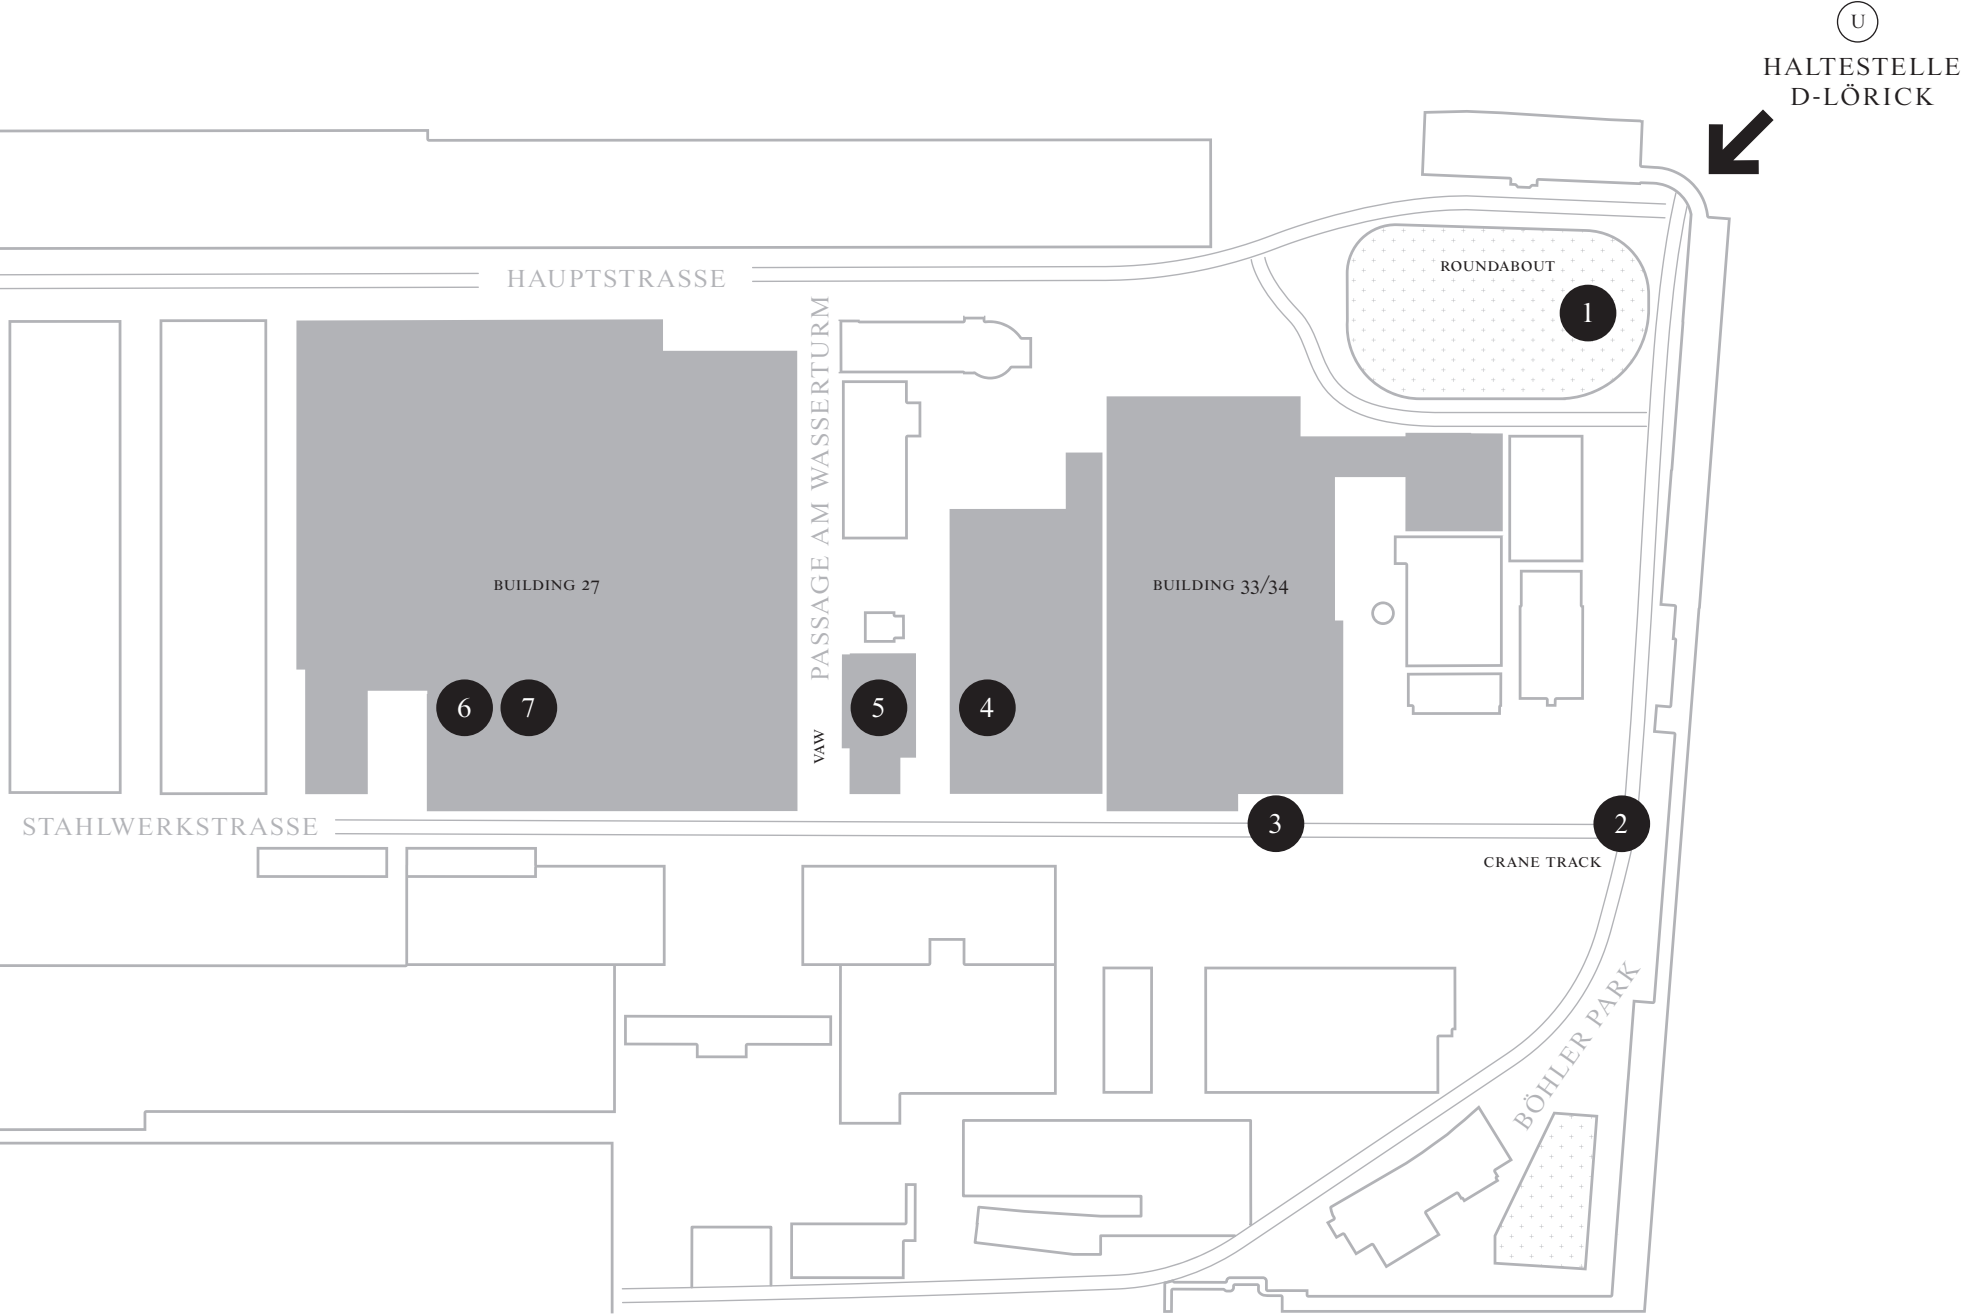 U
HALTESTELLE
D-LÖRICK
HAUPTSTRASSE
ROUNDABOUT
1
PASSAGE AM WASSERTURM
BUILDING 27
BUILDING 33/34
6
7
5
4
VAW
STAHLWERKSTRASSE
3
2
CRANE TRACK
BÖHLER PARK